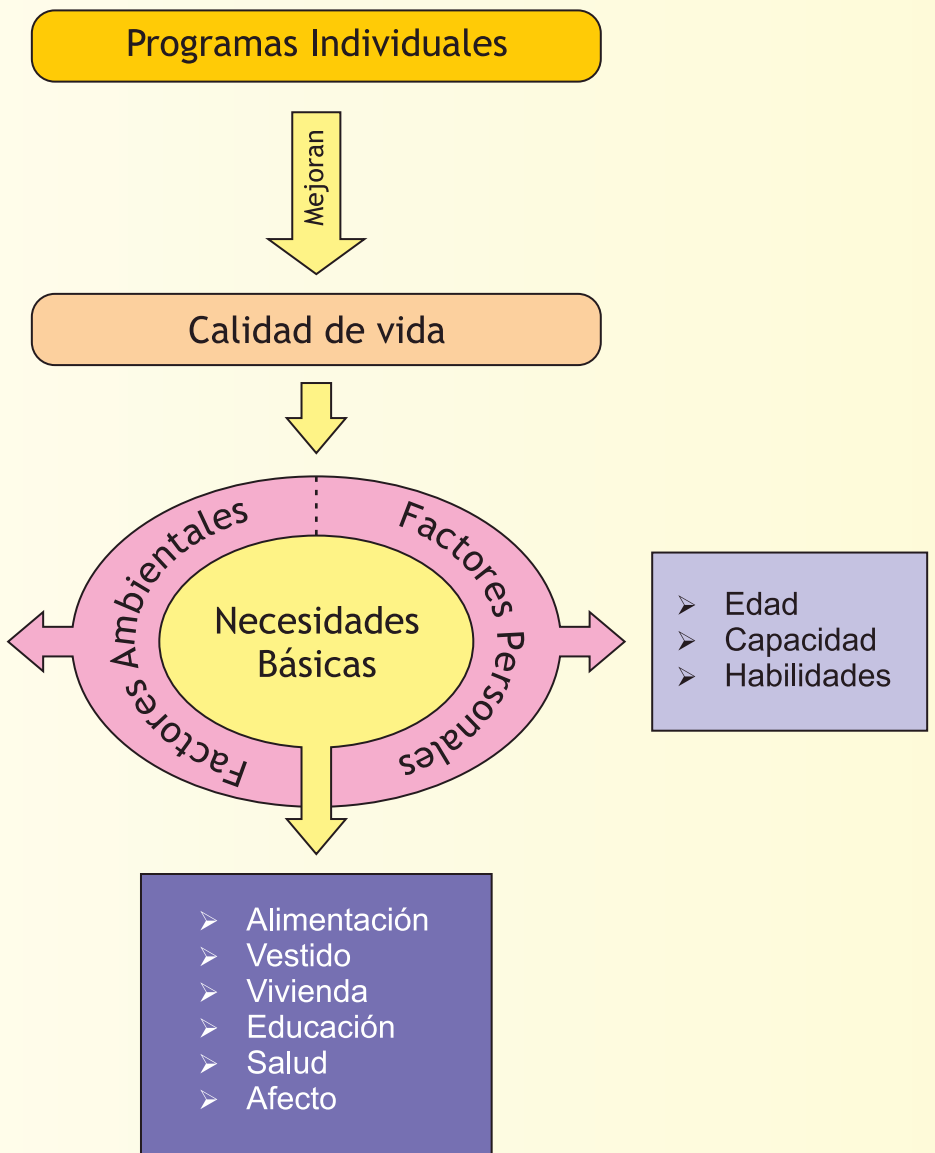 Programas Individuales
Mejoran
Calidad de vida
Factores Ambientales
Factores Personales
Necesidades
Básicas
Edad
Capacidad
Habilidades
Alimentación
Vestido
Vivienda
Educación
Salud
Afecto